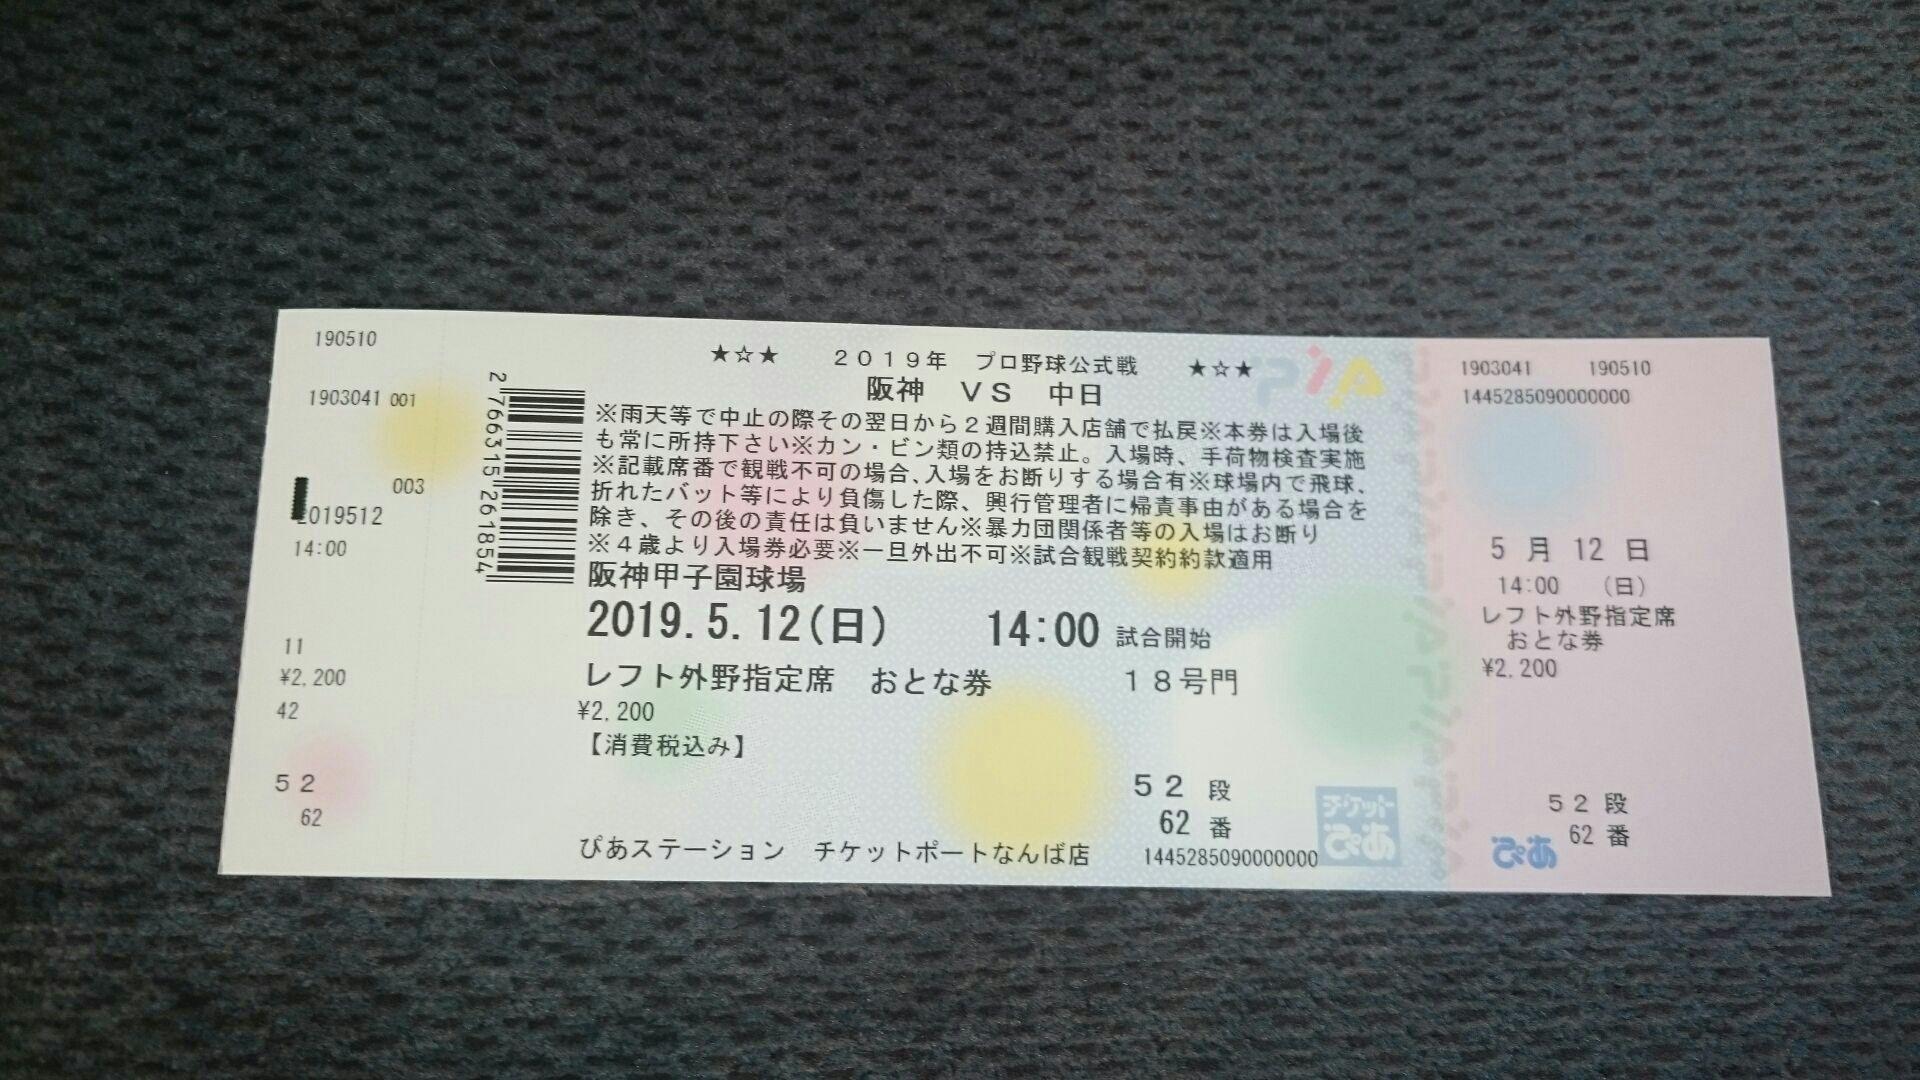 190510
1903041 001
003
2019512
14:00
11
¥2,200
42
52
62
2766315261854
★☆★　2019年　プロ野球公式戦　★☆★
阪神　VS　中日
※雨天等で中止の際その翌日から2週間購入店舗で払戻※本券は入場後
も常に所持下さい※カン・ビン類の持込禁止。入場時、手荷物検査実施
※記載席番で観戦不可の場合、入場をお断りする場合有※球場内で飛球、
折れたバット等により負傷した際、興行管理者に帰責事由がある場合を
除き、その後の責任は負いません※暴力団関係者等の入場はお断り
※4歳より入場券必要※一旦外出不可※試合観戦契約約款適用
阪神甲子園球場
2019.5.12(日)　14:00 試合開始
レフト外野指定席　おとな券　18号門
¥2,200
【消費税込み】
52 段
62 番
ぴあステーション　チケットポートなんば店　1445285090000000
チケット
ぴあ
1903041　190510
1445285090000000
5 月 12 日
14:00　(日)
レフト外野指定席
おとな券
¥2,200
52 段
62 番
ぴあ